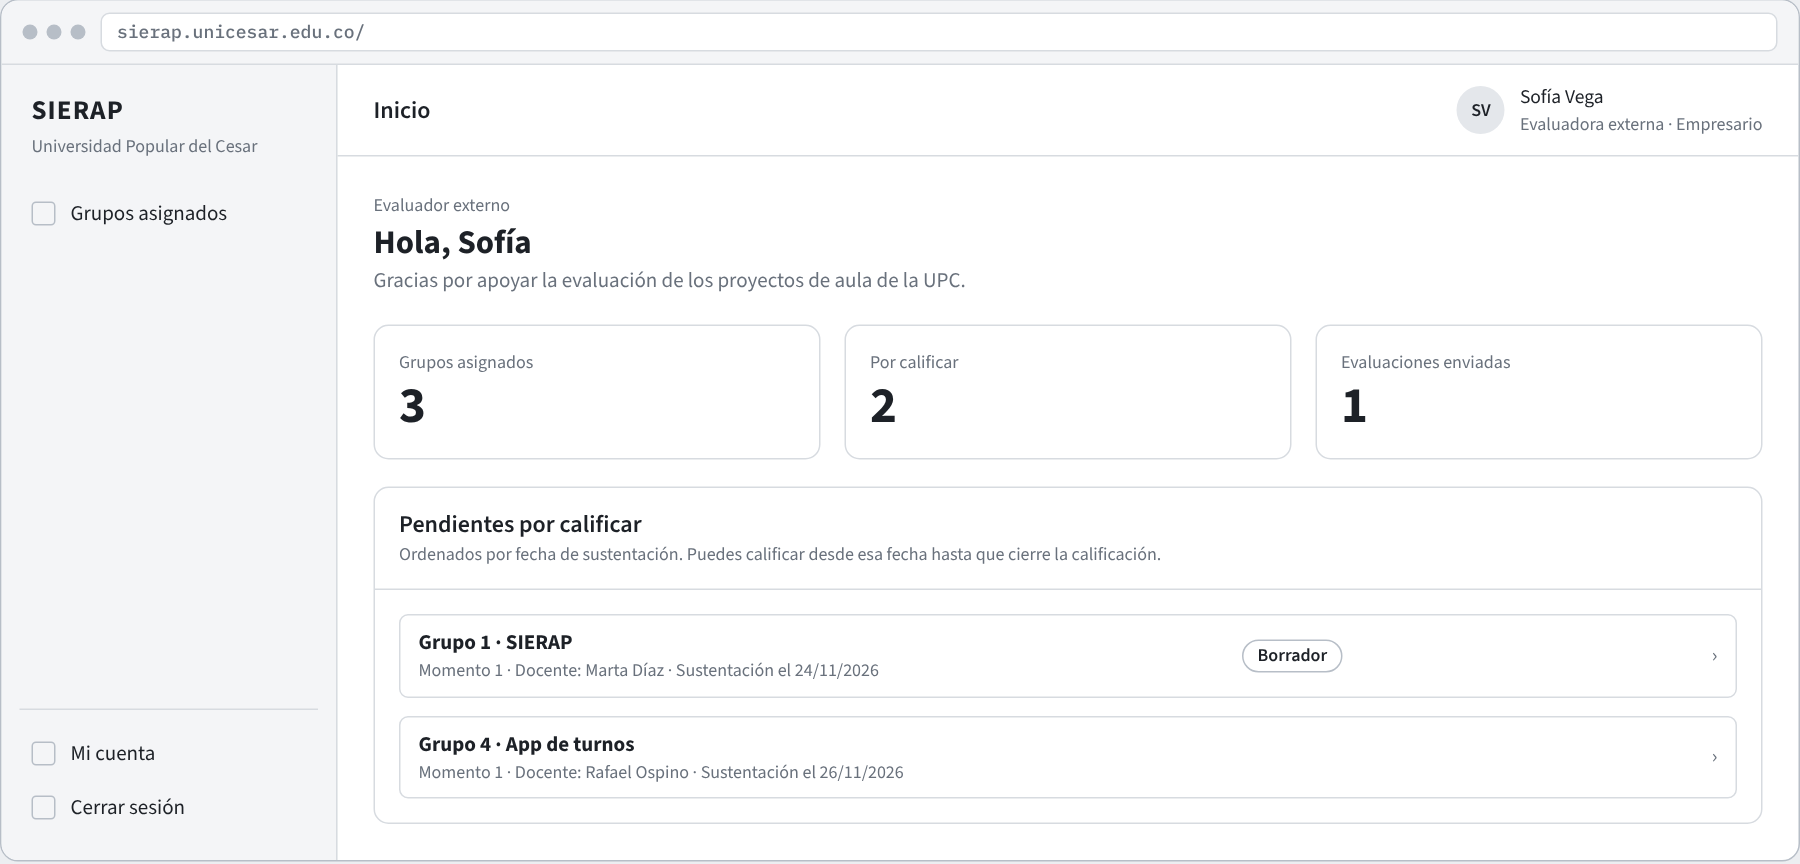 sierap.unicesar.edu.co/
SIERAP
Universidad Popular del Cesar
Grupos asignados
Mi cuenta
Cerrar sesión
Inicio
SV
Sofía Vega
Evaluadora externa · Empresario
Evaluador externo
Hola, Sofía
Gracias por apoyar la evaluación de los proyectos de aula de la UPC.
Grupos asignados
3
Por calificar
2
Evaluaciones enviadas
1
Pendientes por calificar
Ordenados por fecha de sustentación. Puedes calificar desde esa fecha hasta que cierre la calificación.
Grupo 1 · SIERAP
Momento 1 · Docente: Marta Díaz · Sustentación el 24/11/2026
Borrador
›
Grupo 4 · App de turnos
Momento 1 · Docente: Rafael Ospino · Sustentación el 26/11/2026
›